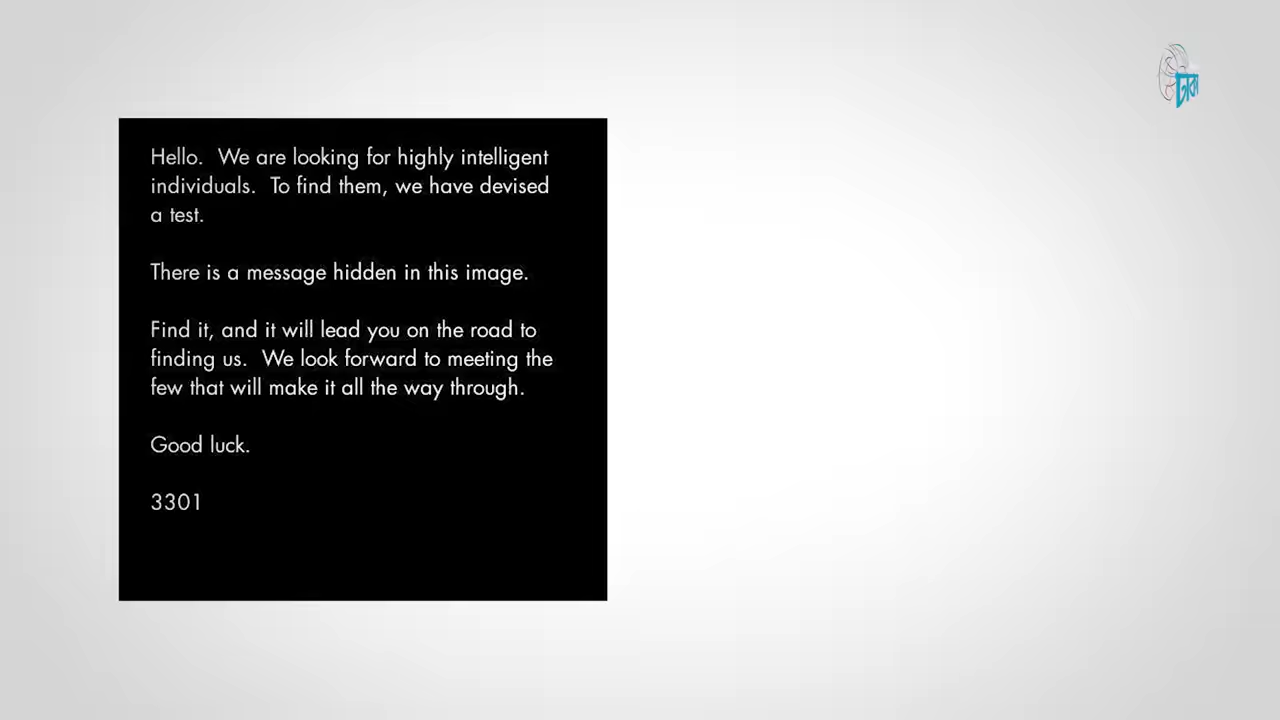 Hello. We are looking for highly intelligent
individuals. To find them, we have devised
a test.
There is a message hidden in this image.
Find it, and it will lead you on the road to
finding us. We look forward to meeting the
few that will make it all the way through.
Good luck.
3301